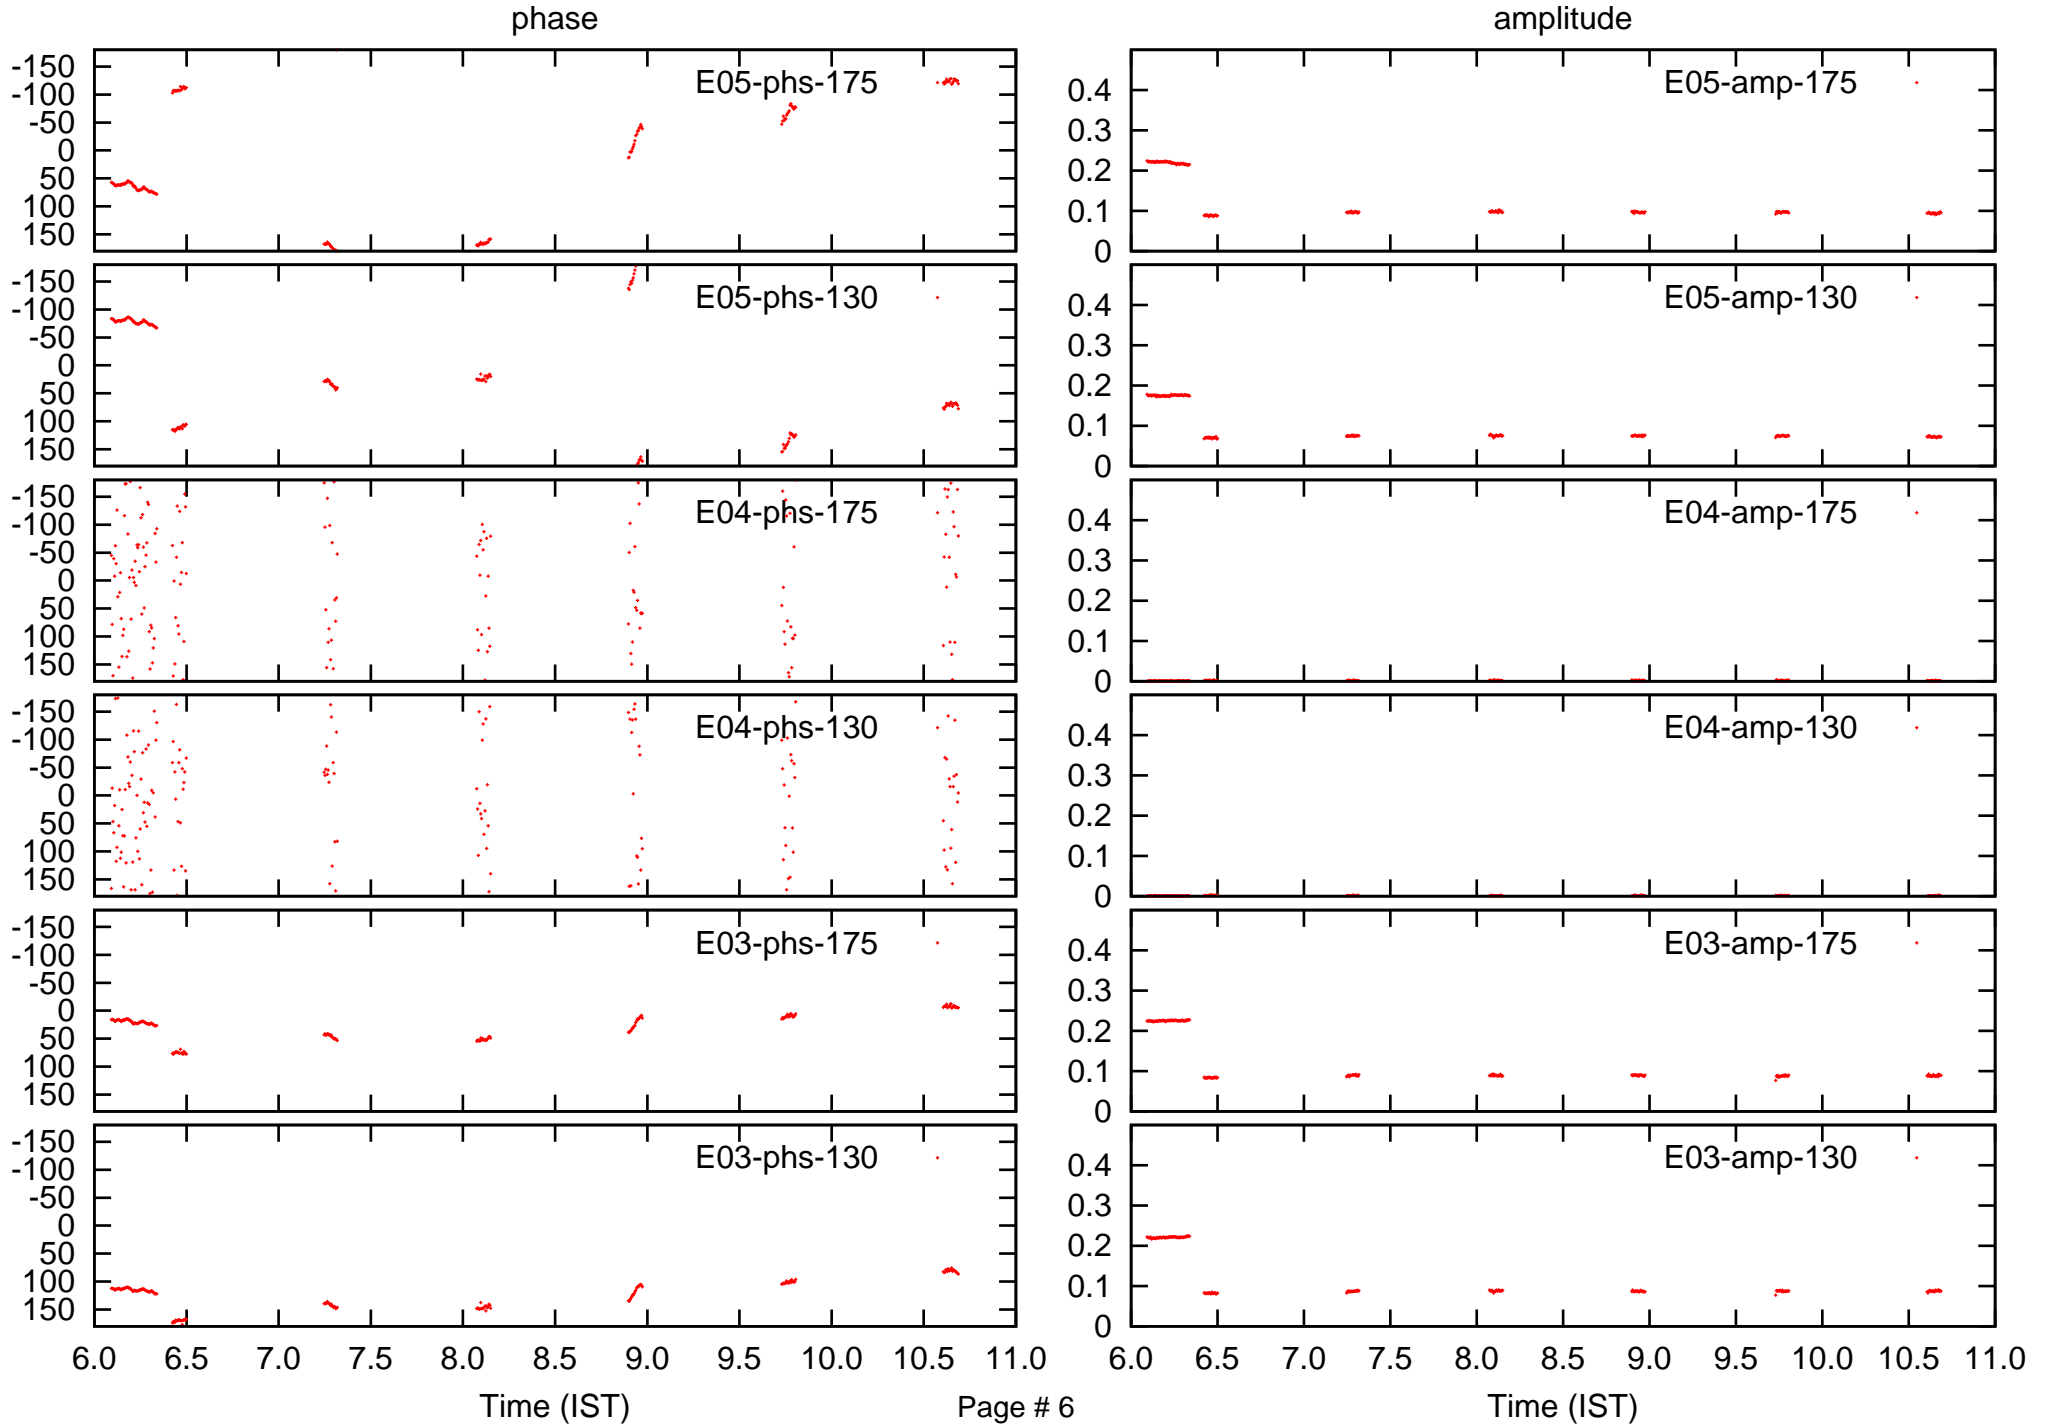 phase amplitude
-150 -100 -50 0 50 100 150 E05-phs-175 0.4 0.3 0.2 0.1 0 E05-amp-175
-150 -100 -50 0 50 100 150 E05-phs-130 0.4 0.3 0.2 0.1 0 E05-amp-130
-150 -100 -50 0 50 100 150 E04-phs-175 0.4 0.3 0.2 0.1 0 E04-amp-175
-150 -100 -50 0 50 100 150 E04-phs-130 0.4 0.3 0.2 0.1 0 E04-amp-130
-150 -100 -50 0 50 100 150 E03-phs-175 0.4 0.3 0.2 0.1 0 E03-amp-175
-150 -100 -50 0 50 100 150 E03-phs-130 0.4 0.3 0.2 0.1 0 E03-amp-130
6.0 6.5 7.0 7.5 8.0 8.5 9.0 9.5 10.0 10.5 11.0 6.0 6.5 7.0 7.5 8.0 8.5 9.0 9.5 10.0 10.5 11.0
Time (IST) Page # 6 Time (IST)